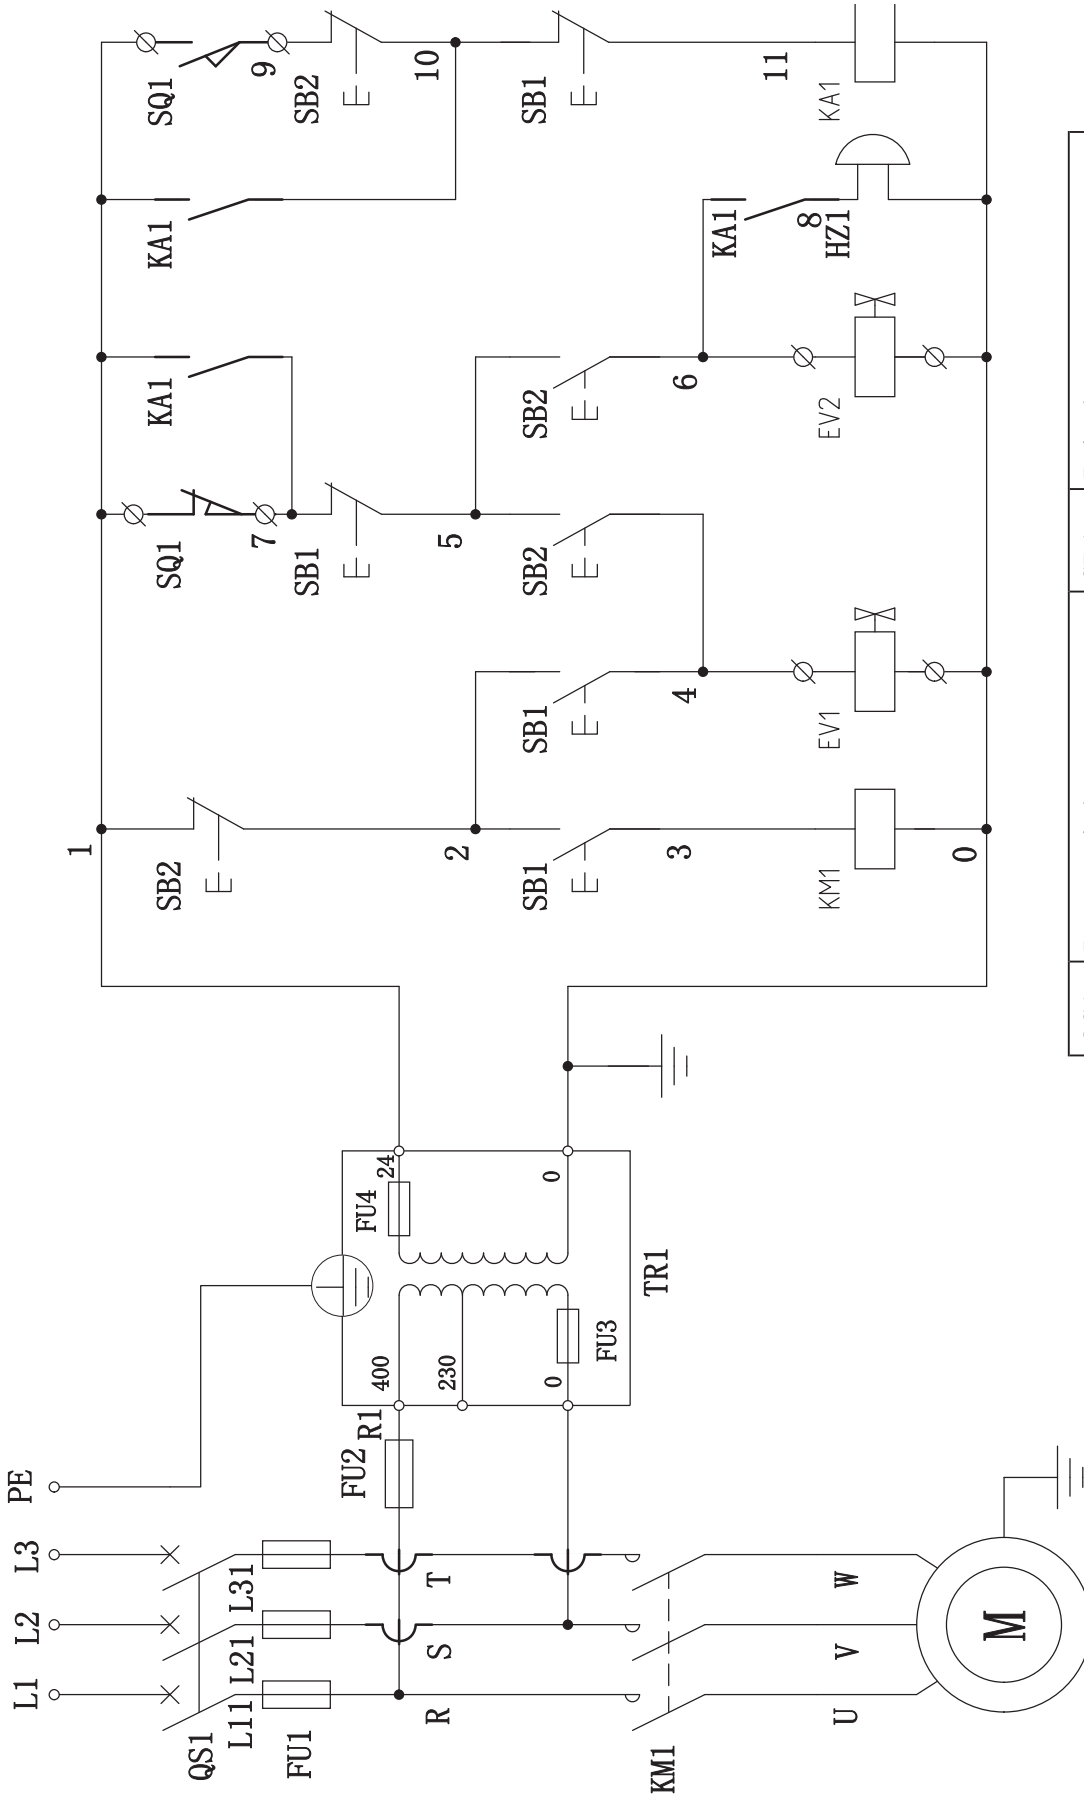 L1
L2
L3
PE
QS1
L11
L21
L31
FU1
R
S
T
KM1
U
V
W
M
FU2
R1
400
230
0
FU3
FU4
24
0
TR1
1
SB2
2
SB1
3
KM1
0
SB1
4
EV1
SQ1
7
SB1
5
SB2
KA1
SB2
6
EV2
KA1
KA1
8
HZ1
SQ1
9
SB2
10
SB1
11
KA1